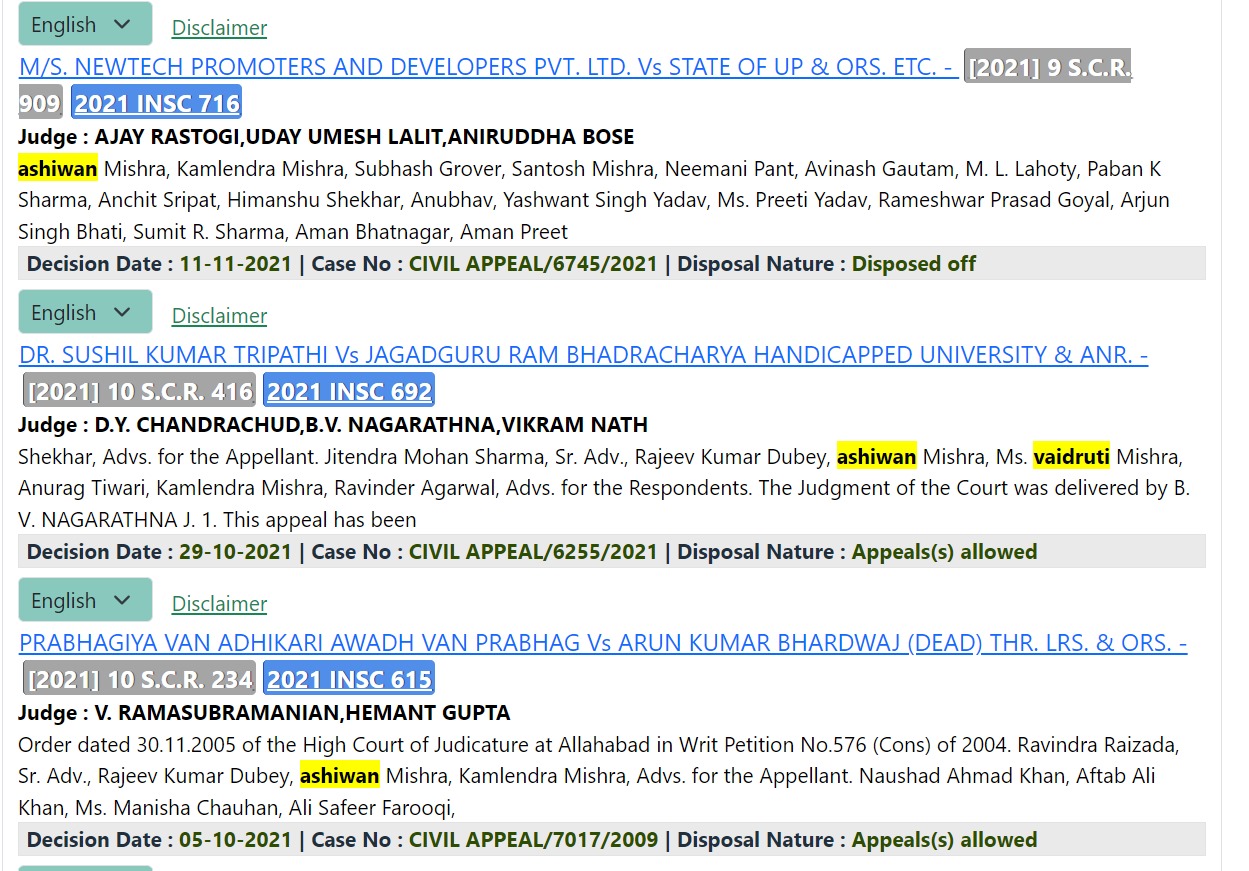 English
Disclaimer
M/S. NEWTECH PROMOTERS AND DEVELOPERS PVT. LTD. Vs STATE OF UP & ORS. ETC. - [2021] 9 S.C.R.
909 2021 INSC 716
Judge : AJAY RASTOGI,UDAY UMESH LALIT,ANIRUDDHA BOSE
ashiwan Mishra, Kamlendra Mishra, Subhash Grover, Santosh Mishra, Neemani Pant, Avinash Gautam, M. L. Lahoty, Paban K
Sharma, Anchit Sripat, Himanshu Shekhar, Anubhav, Yashwant Singh Yadav, Ms. Preeti Yadav, Rameshwar Prasad Goyal, Arjun
Singh Bhati, Sumit R. Sharma, Aman Bhatnagar, Aman Preet
Decision Date : 11-11-2021 | Case No : CIVIL APPEAL/6745/2021 | Disposal Nature : Disposed off
English
Disclaimer
DR. SUSHIL KUMAR TRIPATHI Vs JAGADGURU RAM BHADRACHARYA HANDICAPPED UNIVERSITY & ANR. -
[2021] 10 S.C.R. 416 2021 INSC 692
Judge : D.Y. CHANDRACHUD,B.V. NAGARATHNA,VIKRAM NATH
Shekhar, Advs. for the Appellant. Jitendra Mohan Sharma, Sr. Adv., Rajeev Kumar Dubey, ashiwan Mishra, Ms. vaidruti Mishra,
Anurag Tiwari, Kamlendra Mishra, Ravinder Agarwal, Advs. for the Respondents. The Judgment of the Court was delivered by B.
V. NAGARATHNA J. 1. This appeal has been
Decision Date : 29-10-2021 | Case No : CIVIL APPEAL/6255/2021 | Disposal Nature : Appeals(s) allowed
English
Disclaimer
PRABHAGIYA VAN ADHIKARI AWADH VAN PRABHAG Vs ARUN KUMAR BHARDWAJ (DEAD) THR. LRS. & ORS. -
[2021] 10 S.C.R. 234 2021 INSC 615
Judge : V. RAMASUBRAMANIAN,HEMANT GUPTA
Order dated 30.11.2005 of the High Court of Judicature at Allahabad in Writ Petition No.576 (Cons) of 2004. Ravindra Raizada,
Sr. Adv., Rajeev Kumar Dubey, ashiwan Mishra, Kamlendra Mishra, Advs. for the Appellant. Naushad Ahmad Khan, Aftab Ali
Khan, Ms. Manisha Chauhan, Ali Safeer Farooqi,
Decision Date : 05-10-2021 | Case No : CIVIL APPEAL/7017/2009 | Disposal Nature : Appeals(s) allowed